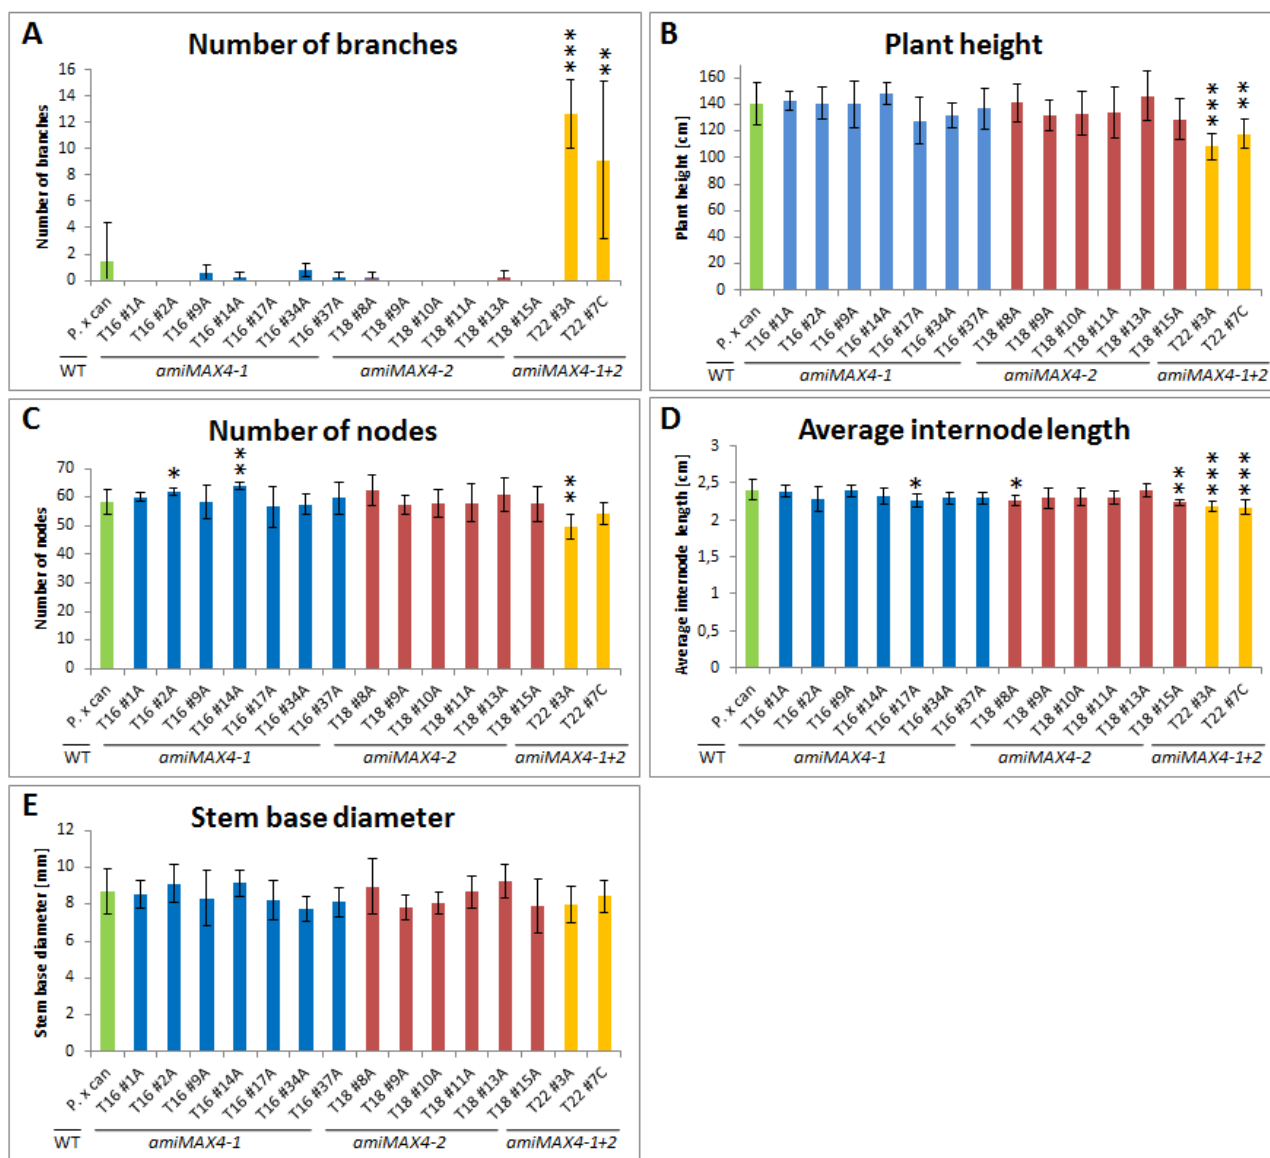 A
Number of branches
***
**
Number of branches
16
14
12
10
8
6
4
2
0
P. x can
T16 #1A
T16 #2A
T16 #9A
T16 #14A
T16 #17A
T16 #34A
T16 #37A
T18 #8A
T18 #9A
T18 #10A
T18 #11A
T18 #13A
T18 #15A
T22 #3A
T22 #7C
WT
amiMAX4-1
amiMAX4-2
amiMAX4-1+2
B
Plant height
***
**
Plant height [cm]
160
140
120
100
80
60
40
20
0
P. x can
T16 #1A
T16 #2A
T16 #9A
T16 #14A
T16 #17A
T16 #34A
T16 #37A
T18 #8A
T18 #9A
T18 #10A
T18 #11A
T18 #13A
T18 #15A
T22 #3A
T22 #7C
WT
amiMAX4-1
amiMAX4-2
amiMAX4-1+2
C
Number of nodes
*
**
**
Number of nodes
70
60
50
40
30
20
10
0
P. x can
T16 #1A
T16 #2A
T16 #9A
T16 #14A
T16 #17A
T16 #34A
T16 #37A
T18 #8A
T18 #9A
T18 #10A
T18 #11A
T18 #13A
T18 #15A
T22 #3A
T22 #7C
WT
amiMAX4-1
amiMAX4-2
amiMAX4-1+2
D
Average internode length
*
*
**
***
***
Average internode length [cm]
3
2,5
2
1,5
1
0,5
0
P. x can
T16 #1A
T16 #2A
T16 #9A
T16 #14A
T16 #17A
T16 #34A
T16 #37A
T18 #8A
T18 #9A
T18 #10A
T18 #11A
T18 #13A
T18 #15A
T22 #3A
T22 #7C
WT
amiMAX4-1
amiMAX4-2
amiMAX4-1+2
E
Stem base diameter
Stem base diameter [mm]
12
10
8
6
4
2
0
P. x can
T16 #1A
T16 #2A
T16 #9A
T16 #14A
T16 #17A
T16 #34A
T16 #37A
T18 #8A
T18 #9A
T18 #10A
T18 #11A
T18 #13A
T18 #15A
T22 #3A
T22 #7C
WT
amiMAX4-1
amiMAX4-2
amiMAX4-1+2